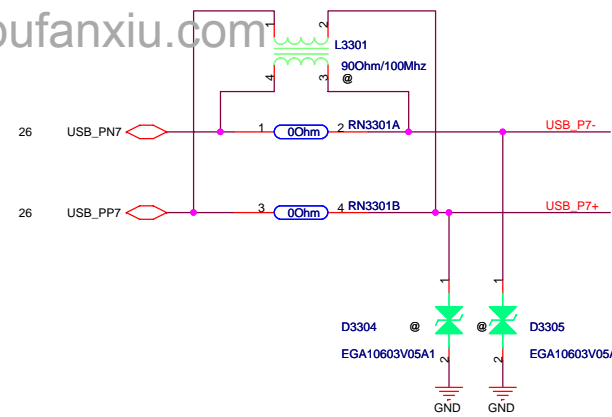 oufanxiu.com
1
2
L3301
90Ohm/100Mhz
4
3
@
26 USB_PN7 1 0Ohm 2 RN3301A USB_P7-
26 USB_PP7 3 0Ohm 4 RN3301B USB_P7+
1
1
D3304 @ @ D3305
EGA10603V05A1 2 2 EGA10603V05A
GND GND